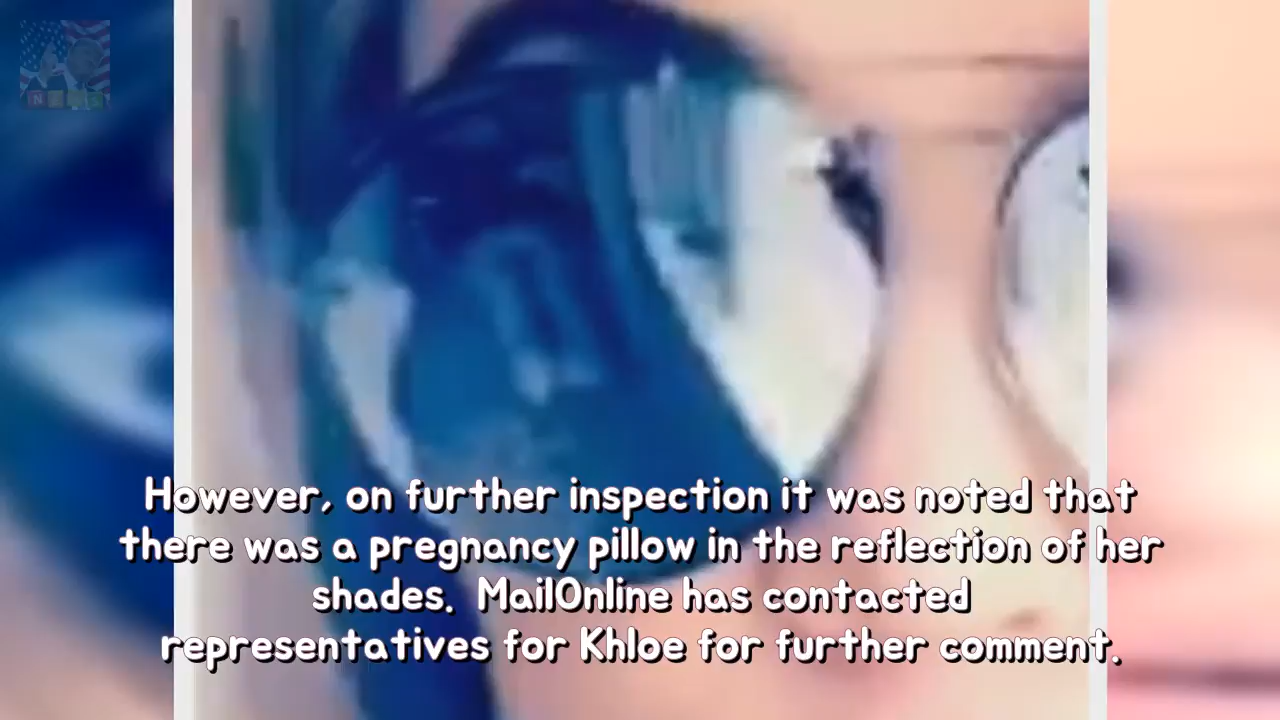 NEWS
However, on further inspection it was noted that
there was a pregnancy pillow in the reflection of her
shades.  MailOnline has contacted
representatives for Khloe for further comment.